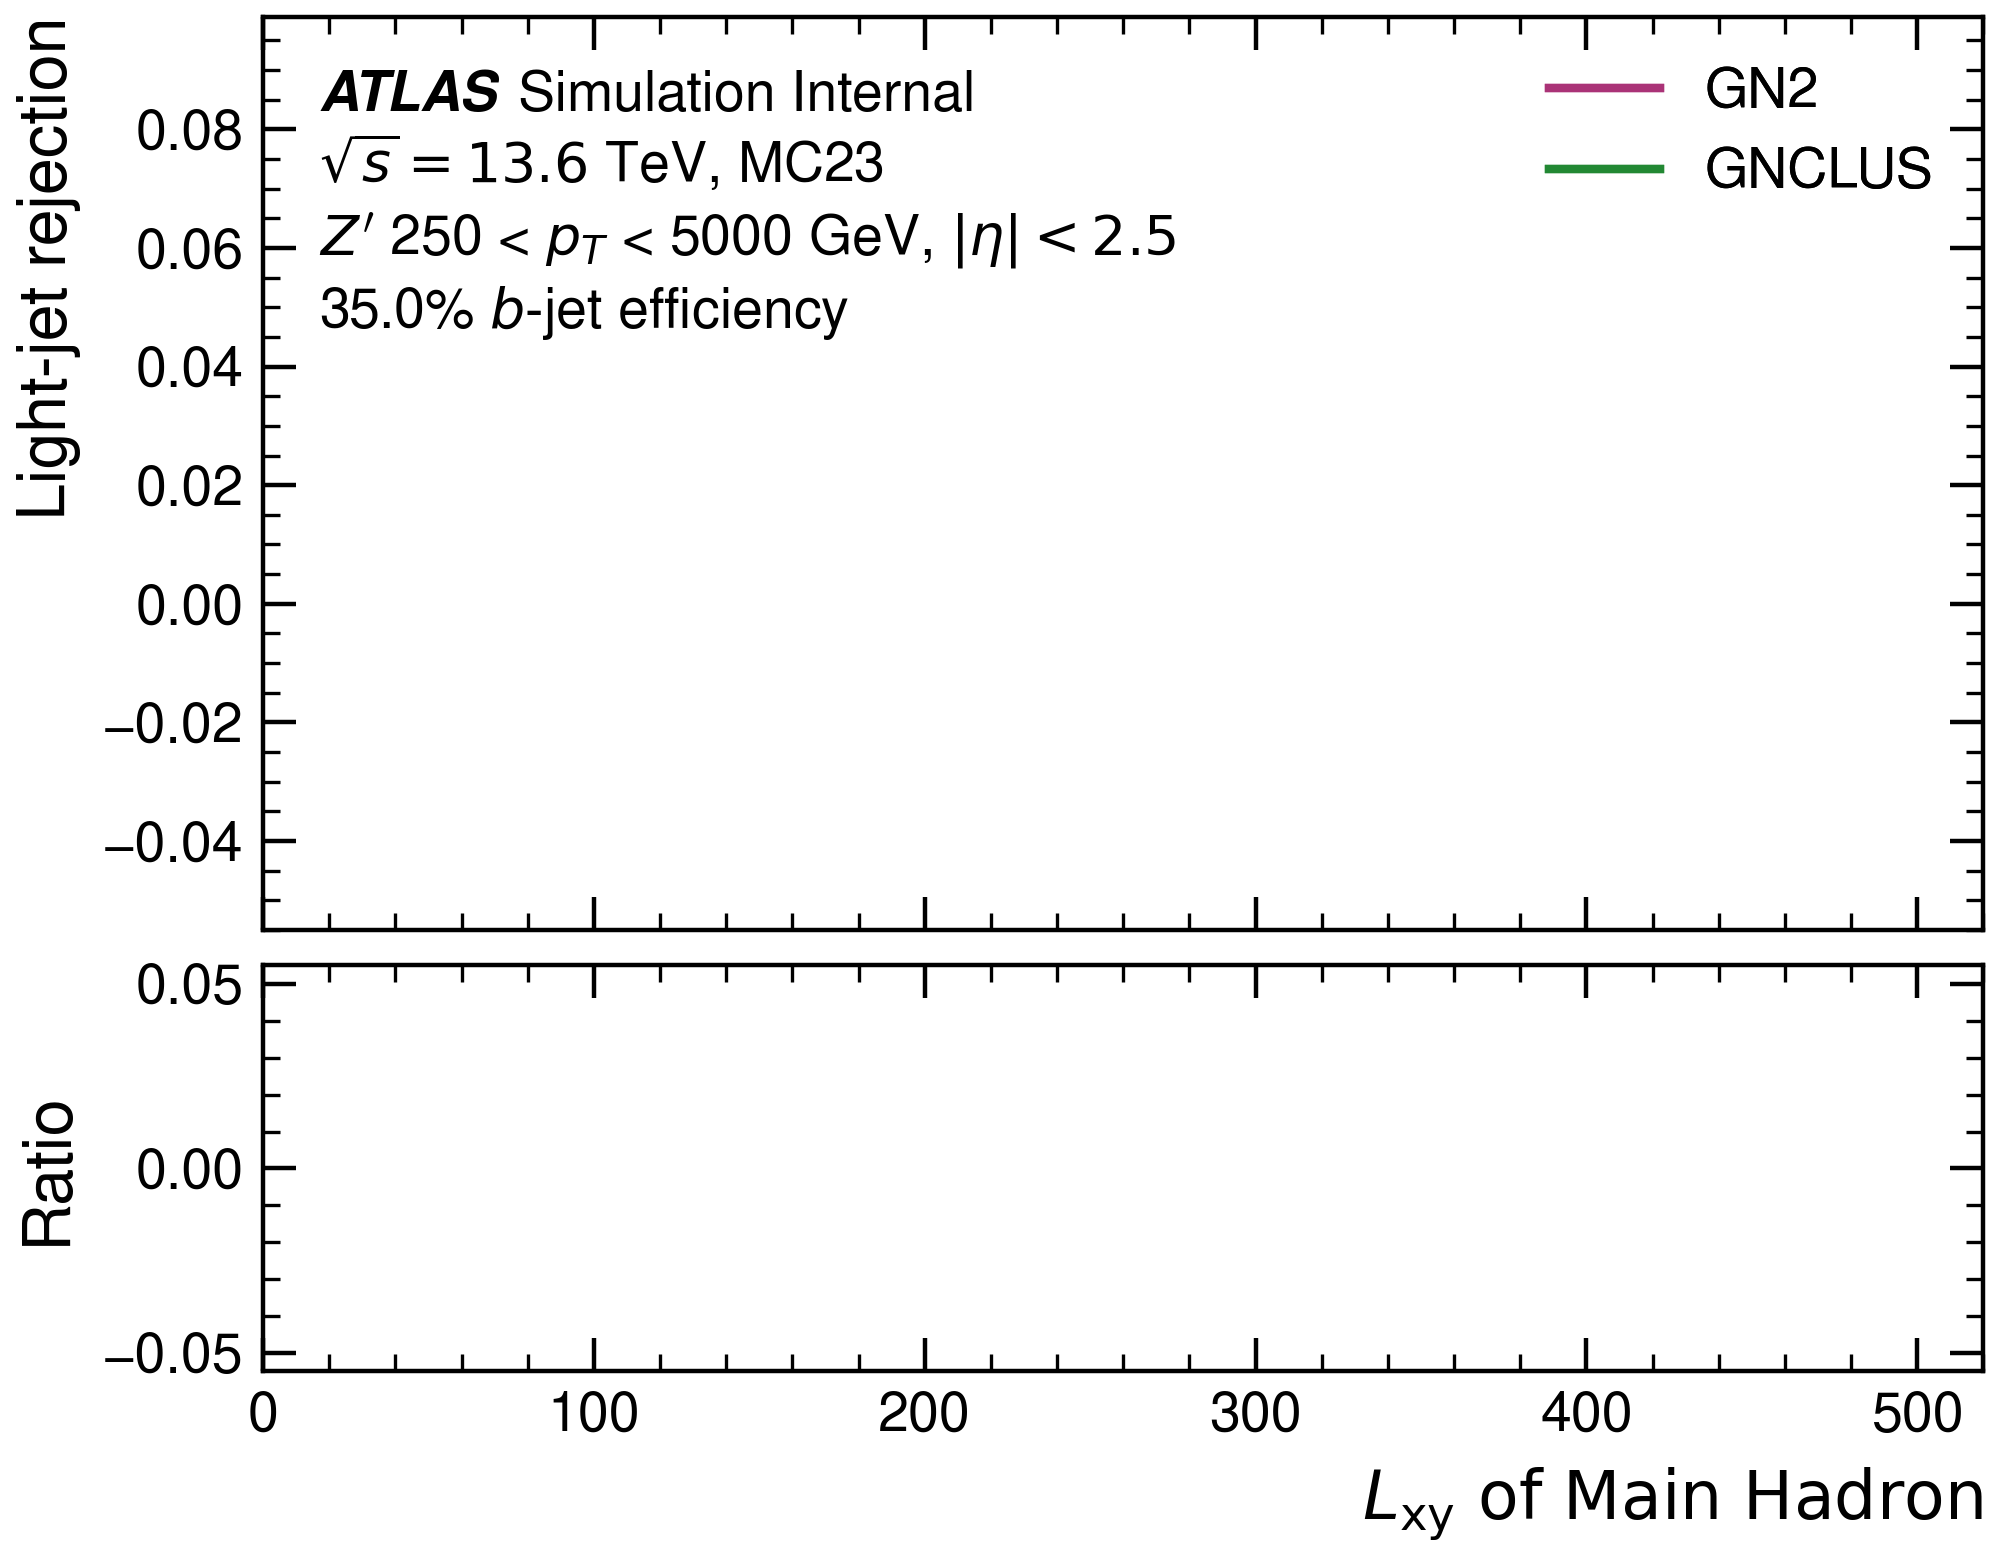 Light-jet rejection
ATLAS Simulation Internal
√s = 13.6 TeV, MC23
Z′ 250 < p_T < 5000 GeV, |η| < 2.5
35.0% b-jet efficiency
GN2
GNCLUS
0.08
0.06
0.04
0.02
0.00
−0.02
−0.04
Ratio
0.05
0.00
−0.05
0 100 200 300 400 500
L_xy of Main Hadron